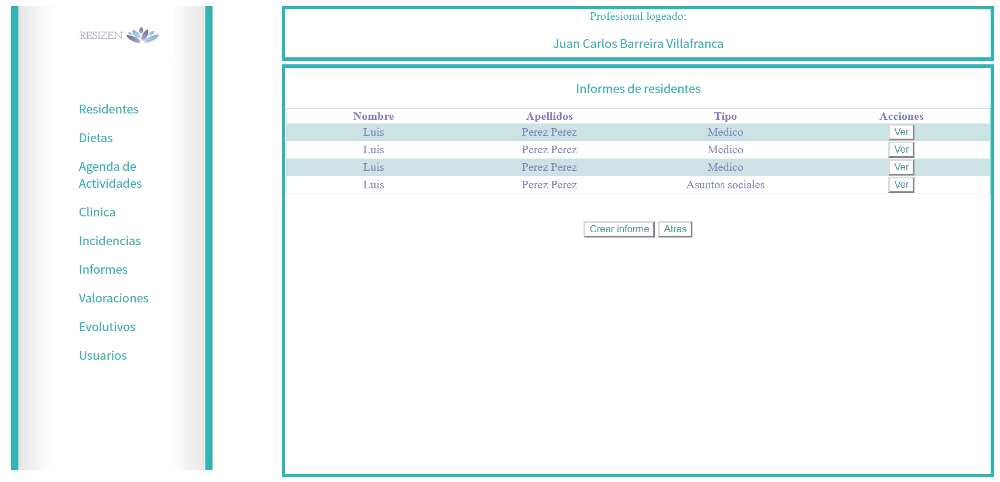 RESIZEN
Residentes
Dietas
Agenda de
Actividades
Clinica
Incidencias
Informes
Valoraciones
Evolutivos
Usuarios
Profesional logeado:
Juan Carlos Barreira Villafranca
Informes de residentes
Nombre Apellidos Tipo Acciones
Luis Perez Perez Medico Ver
Luis Perez Perez Medico Ver
Luis Perez Perez Medico Ver
Luis Perez Perez Asuntos sociales Ver
Crear informe Atras